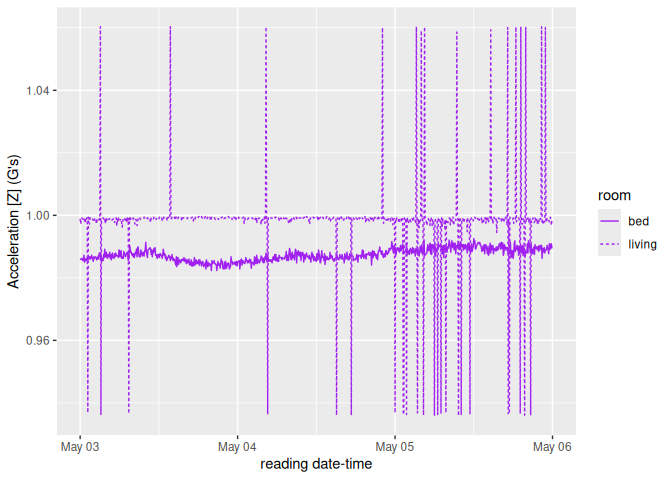 1.04
1.00
0.96
Acceleration [Z] (G's)
May 03
May 04
May 05
May 06
reading date-time
room
bed
living